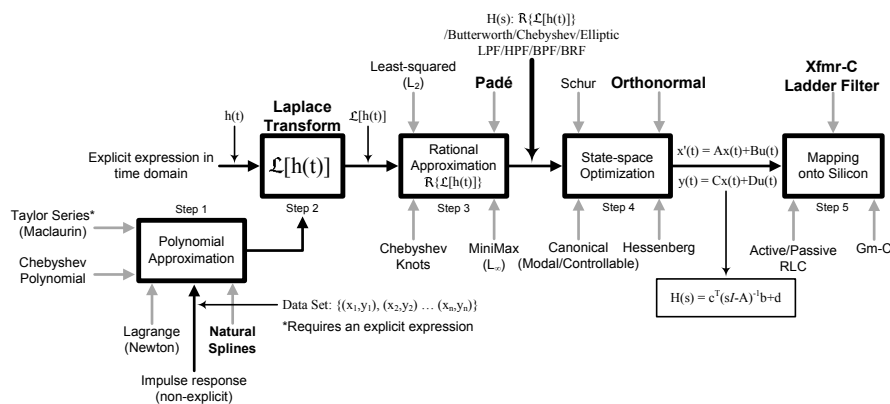 H(s): ℜ{𝔏[h(t)]}
/Butterworth/Chebyshev/Elliptic
LPF/HPF/BPF/BRF
Least-squared
(L₂)
Padé
Schur
Orthonormal
Xfmr-C
Ladder Filter
h(t)
Laplace
Transform
𝔏[h(t)]
Explicit expression in
time domain
𝔏[h(t)]
Rational
Approximation
ℜ{𝔏[h(t)]}
State-space
Optimization
x'(t) = Ax(t)+Bu(t)
y(t) = Cx(t)+Du(t)
Mapping
onto Silicon
Step 1
Step 2
Step 3
Step 4
Step 5
Taylor Series*
(Maclaurin)
Chebyshev
Polynomial
Polynomial
Approximation
Chebyshev
Knots
MiniMax
(L∞)
Canonical
(Modal/Controllable)
Hessenberg
Active/Passive
RLC
Gm-C
H(s) = cᵀ(sI-A)⁻¹b+d
Data Set: {(x₁,y₁), (x₂,y₂) … (xₙ,yₙ)}
*Requires an explicit expression
Lagrange
(Newton)
Natural
Splines
Impulse response
(non-explicit)